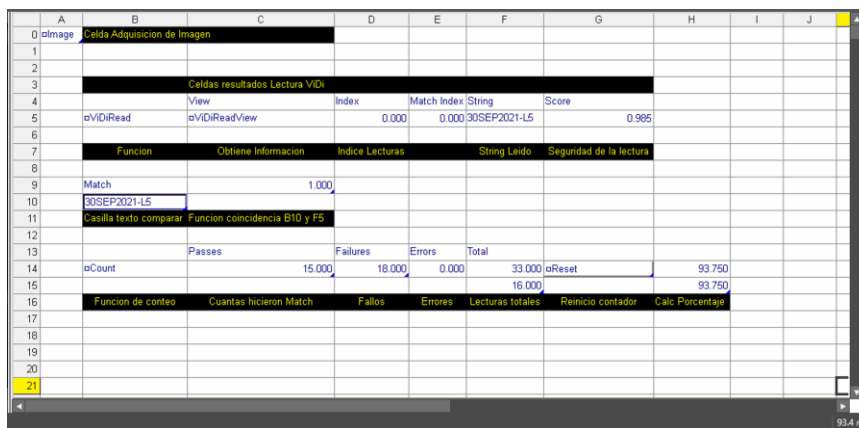 A B C D E F G H I J
0 ¤Image Celda Adquisicion de Imagen
1
2
3 Celdas resultados Lectura ViDi
4 View Index Match Index String Score
5 ¤ViDiRead ¤ViDiReadView 0.000 0.000 30SEP2021-L5 0.985
6
7 Funcion Obtiene Informacion Indice Lecturas String Leido Seguridad de la lectura
8
9 Match 1.000
10 30SEP2021-L5
11 Casilla texto comparar Funcion coincidencia B10 y F5
12
13 Passes Failures Errors Total
14 ¤Count 15.000 18.000 0.000 33.000 ¤Reset 93.750
15 16.000 93.750
16 Funcion de conteo Cuantas hicieron Match Fallos Errores Lecturas totales Reinicio contador Calc Porcentaje
17
18
19
20
21